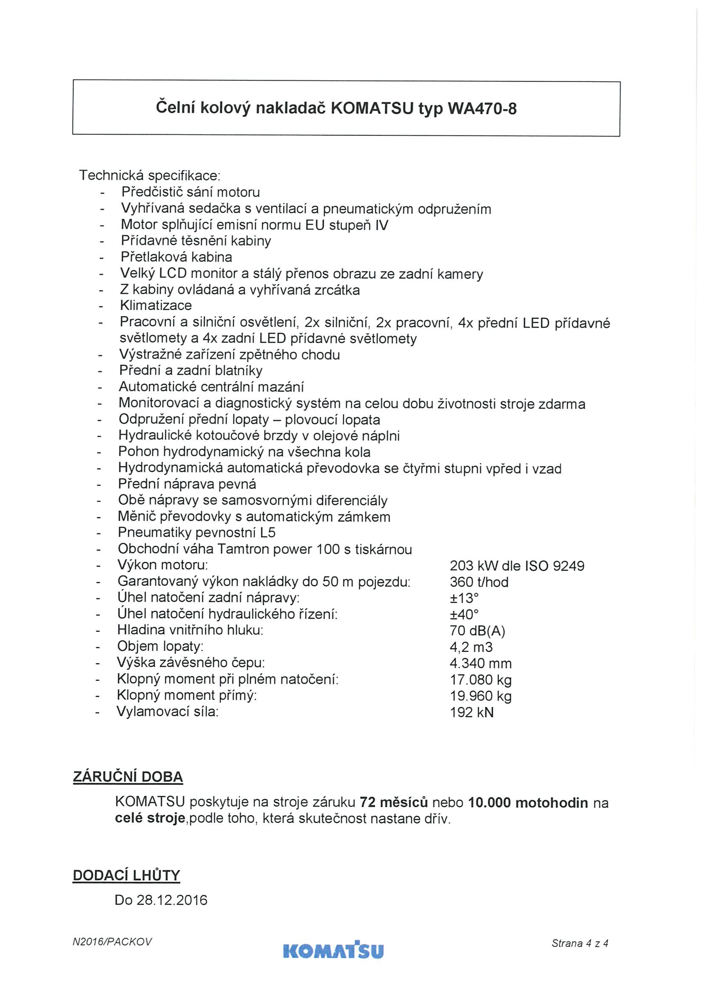 Čelní kolový nakladač KOMATSU typ WA470-8
Technická specifikace:
- Předčistič sání motoru
- Vyhřívaná sedačka s ventilací a pneumatickým odpružením
- Motor splňující emisní normu EU stupeň IV
- Přídavné těsnění kabiny
- Přetlaková kabina
- Velký LCD monitor a stálý přenos obrazu ze zadní kamery
- Z kabiny ovládaná a vyhřívaná zrcátka
- Klimatizace
- Pracovní a silniční osvětlení, 2x silniční, 2x pracovní, 4x přední LED přídavné
světlomety a 4x zadní LED přídavné světlomety
- Výstražné zařízení zpětného chodu
- Přední a zadní blatníky
- Automatické centrální mazání
- Monitorovací a diagnostický systém na celou dobu životnosti stroje zdarma
- Odpružení přední lopaty – plovoucí lopata
- Hydraulické kotoučové brzdy v olejové náplni
- Pohon hydrodynamický na všechna kola
- Hydrodynamická automatická převodovka se čtyřmi stupni vpřed i vzad
- Přední náprava pevná
- Obě nápravy se samosvornými diferenciály
- Měnič převodovky s automatickým zámkem
- Pneumatiky pevnostní L5
- Obchodní váha Tamtron power 100 s tiskárnou
- Výkon motoru: 203 kW dle ISO 9249
- Garantovaný výkon nakládky do 50 m pojezdu: 360 t/hod
- Úhel natočení zadní nápravy: ±13°
- Úhel natočení hydraulického řízení: ±40°
- Hladina vnitřního hluku: 70 dB(A)
- Objem lopaty: 4,2 m3
- Výška závěsného čepu: 4.340 mm
- Klopný moment při plném natočení: 17.080 kg
- Klopný moment přímý: 19.960 kg
- Vylamovací síla: 192 kN
ZÁRUČNÍ DOBA
KOMATSU poskytuje na stroje záruku 72 měsíců nebo 10.000 motohodin na
celé stroje,podle toho, která skutečnost nastane dřív.
DODACÍ LHŮTY
Do 28.12.2016
N2016/PACKOV
KOMATSU
Strana 4 z 4